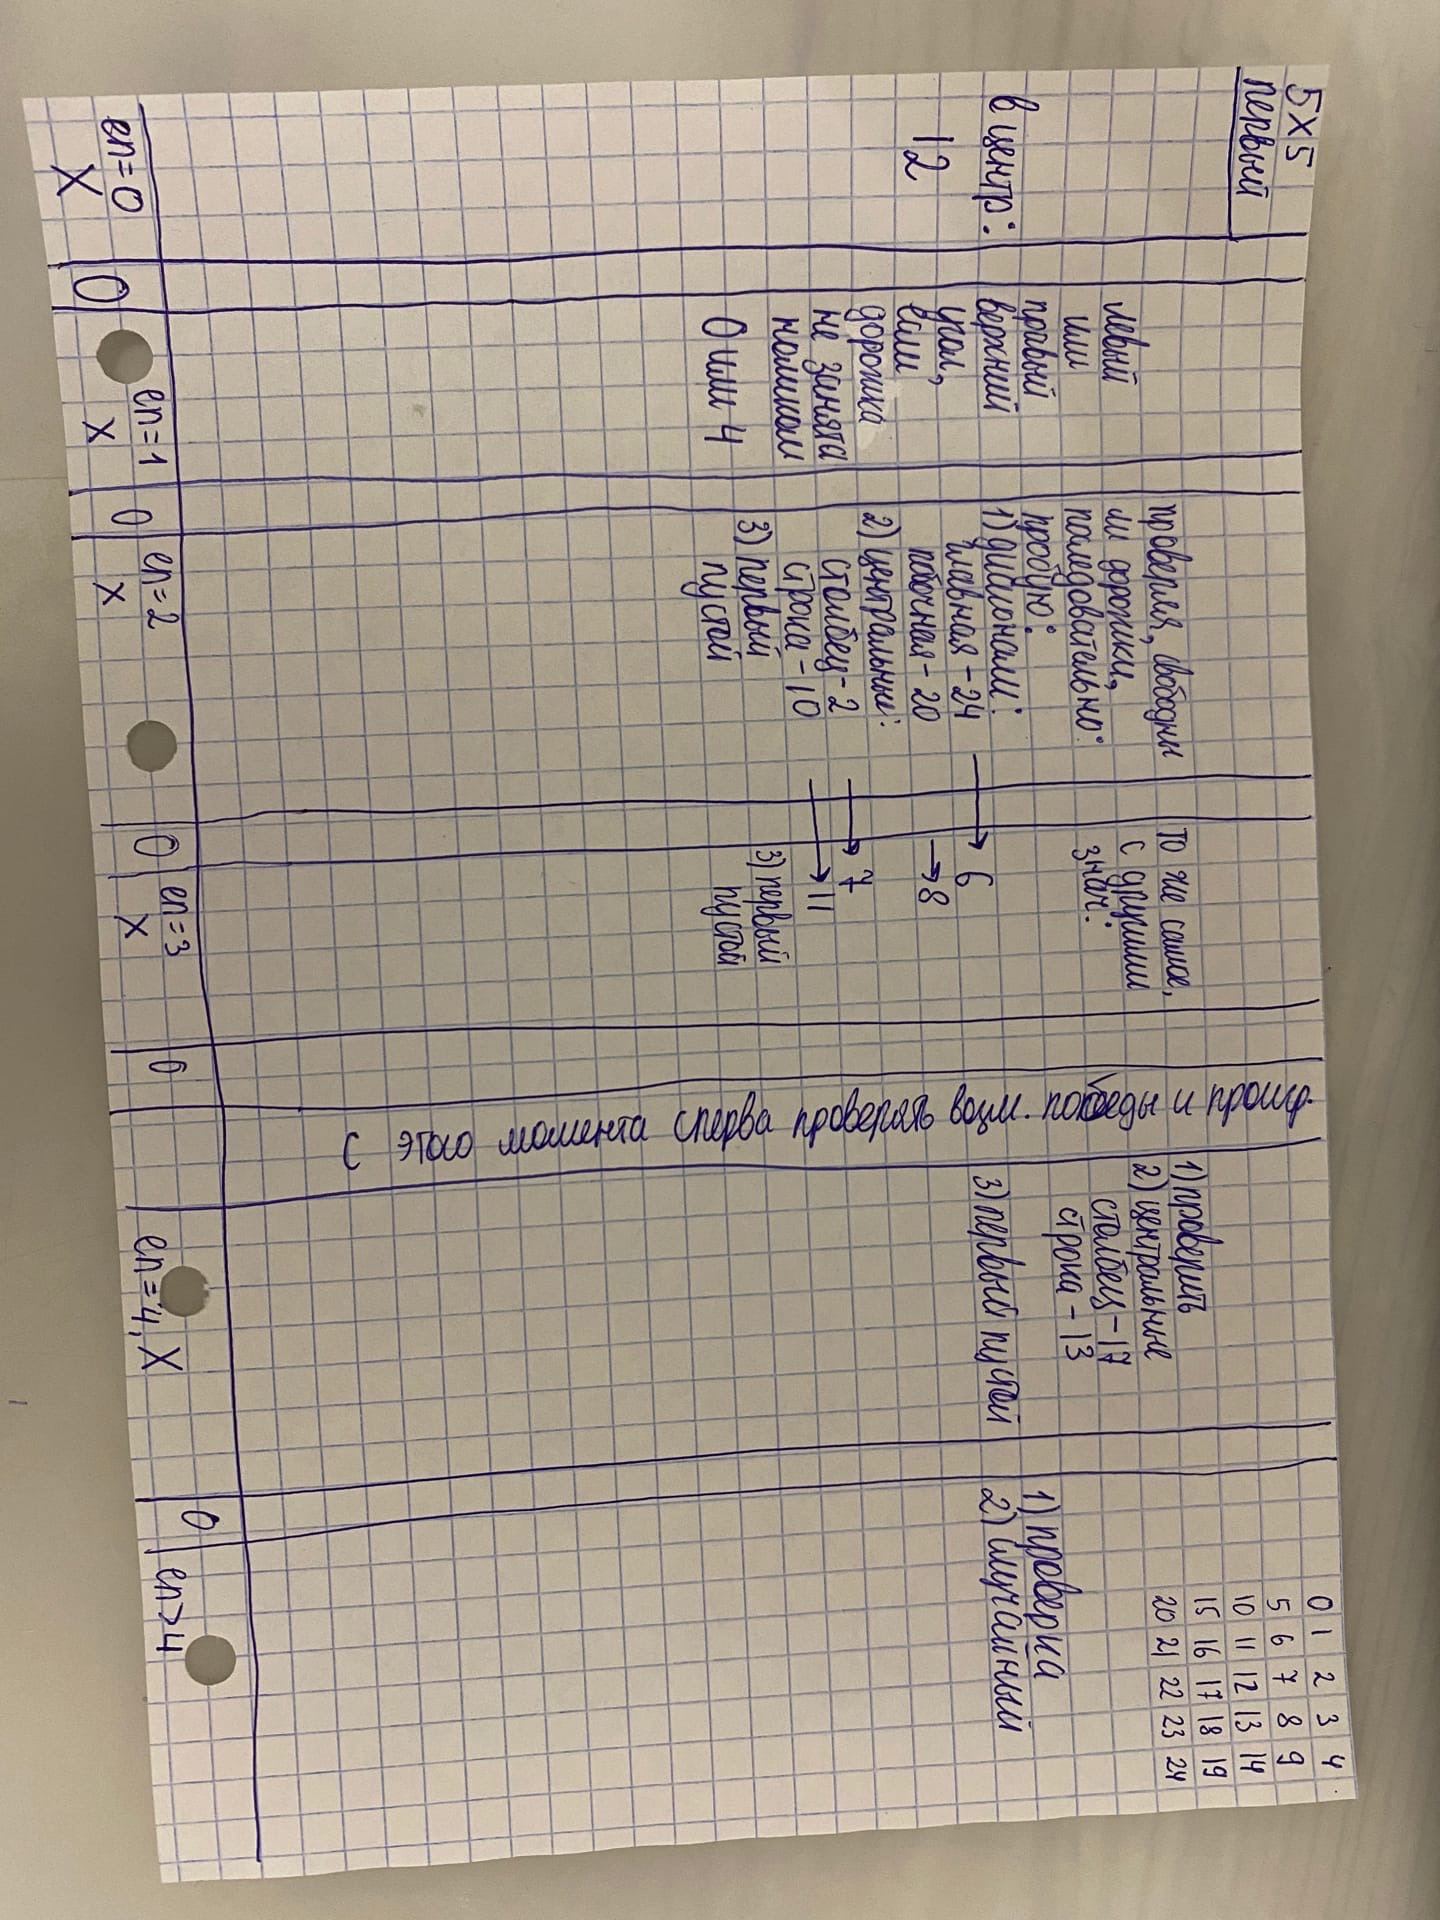 5×5
первый
в центр:
12
левый
или
правый
верхний
угол,
если
дорожка
не занята
ноликом
0 или 4
проверка, свободны
ли дорожки,
последовательно
пробую:
1) диагонали:
главная - 24
побочная - 20
2) центральные:
столбец - 2
строка - 10
3) первый
пустой
то же самое,
с другими
знач:
→ 6
→ 8
→ 7
→ 11
3) первый
пустой
С этого момента сперва проверять возм. победы и проигр.
1) проверить
2) центральные
столбец - 17
строка - 13
3) первый пустой
1) проверка
2) случайный
0 1 2 3 4
5 6 7 8 9
10 11 12 13 14
15 16 17 18 19
20 21 22 23 24
en=0
X
0
en=1
X
0
en=2
X
0
en=3
X
0
en=4, X
0
en>4